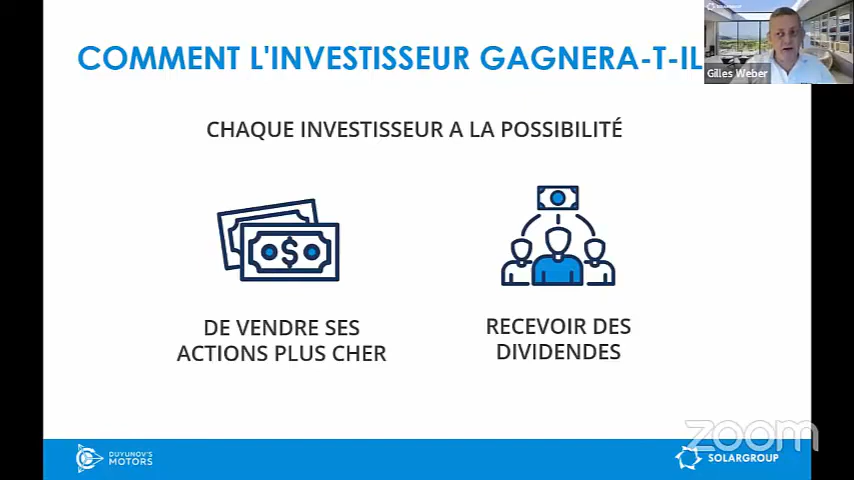 SOLARGROUP
COMMENT L'INVESTISSEUR GAGNERA-T-IL
Gilles Weber
CHAQUE INVESTISSEUR A LA POSSIBILITÉ
$
DE VENDRE SES
ACTIONS PLUS CHER
RECEVOIR DES
DIVIDENDES
zoom
DUYUNOV'S
MOTORS
SOLARGROUP